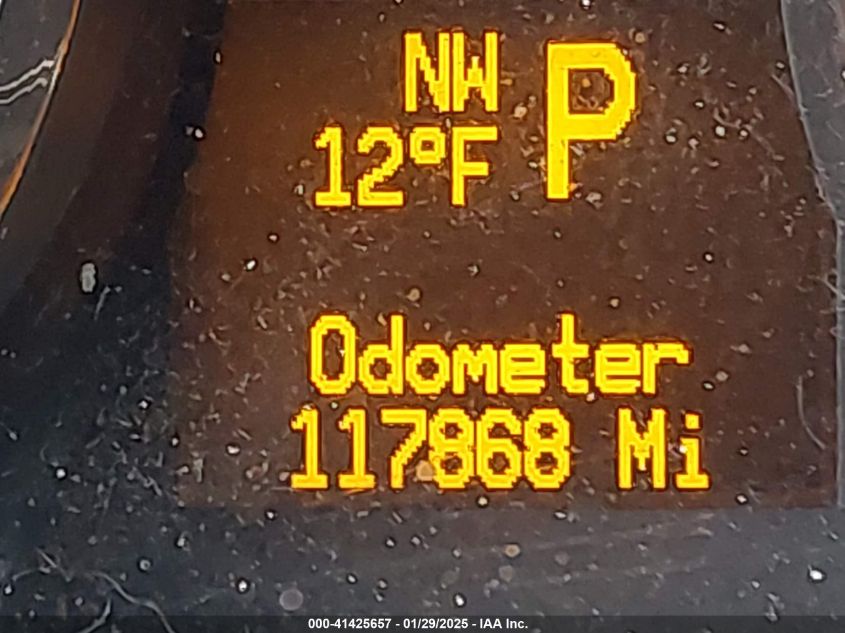 NW P
12°F
Odometer
117868 Mi
000-41425657 - 01/29/2025 - IAA Inc.